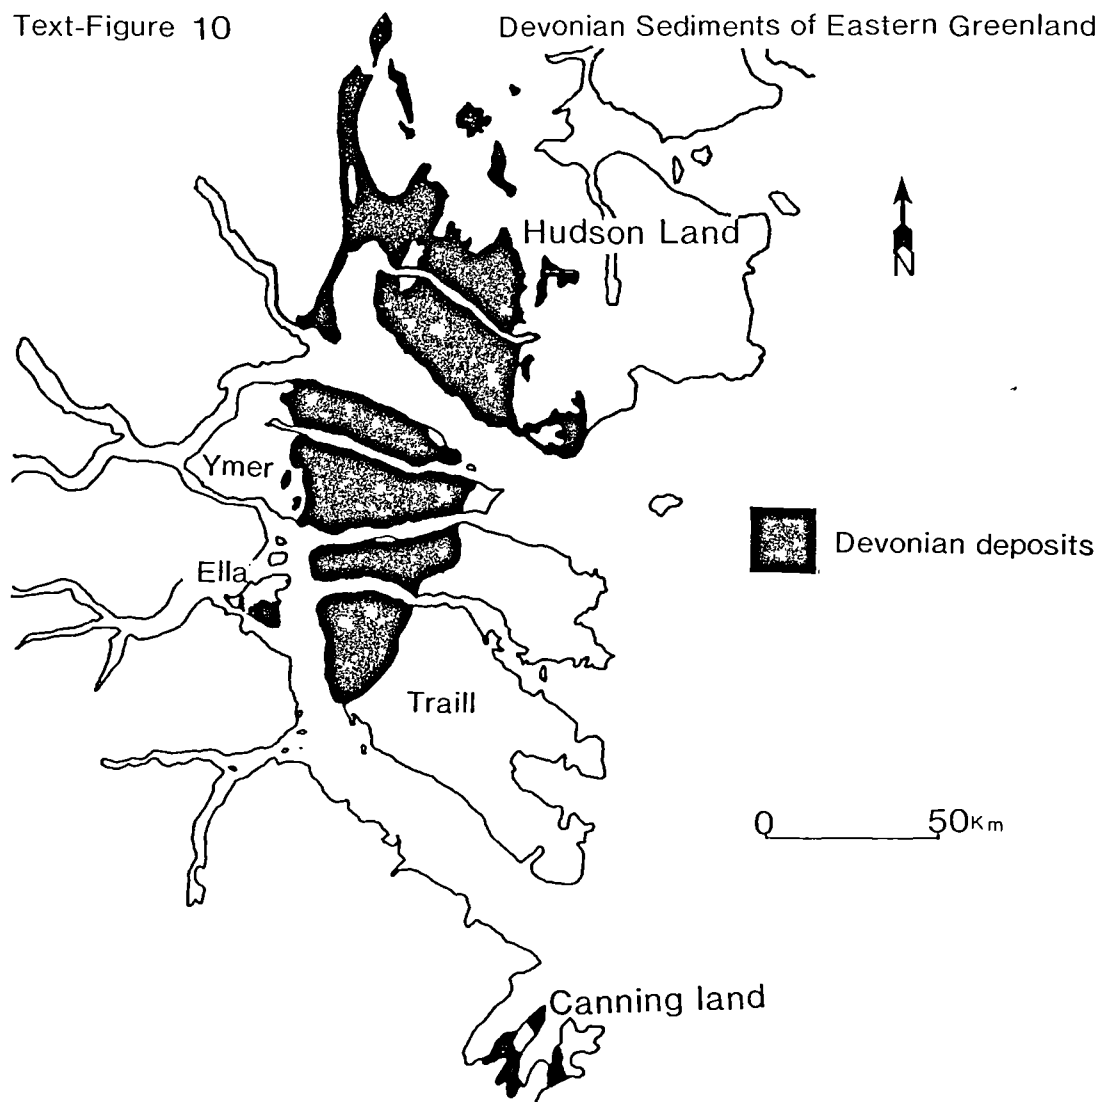 Text-Figure 10
Devonian Sediments of Eastern Greenland
Hudson Land
N
Ymer
Devonian deposits
Ella
Traill
0 50Km
Canning land